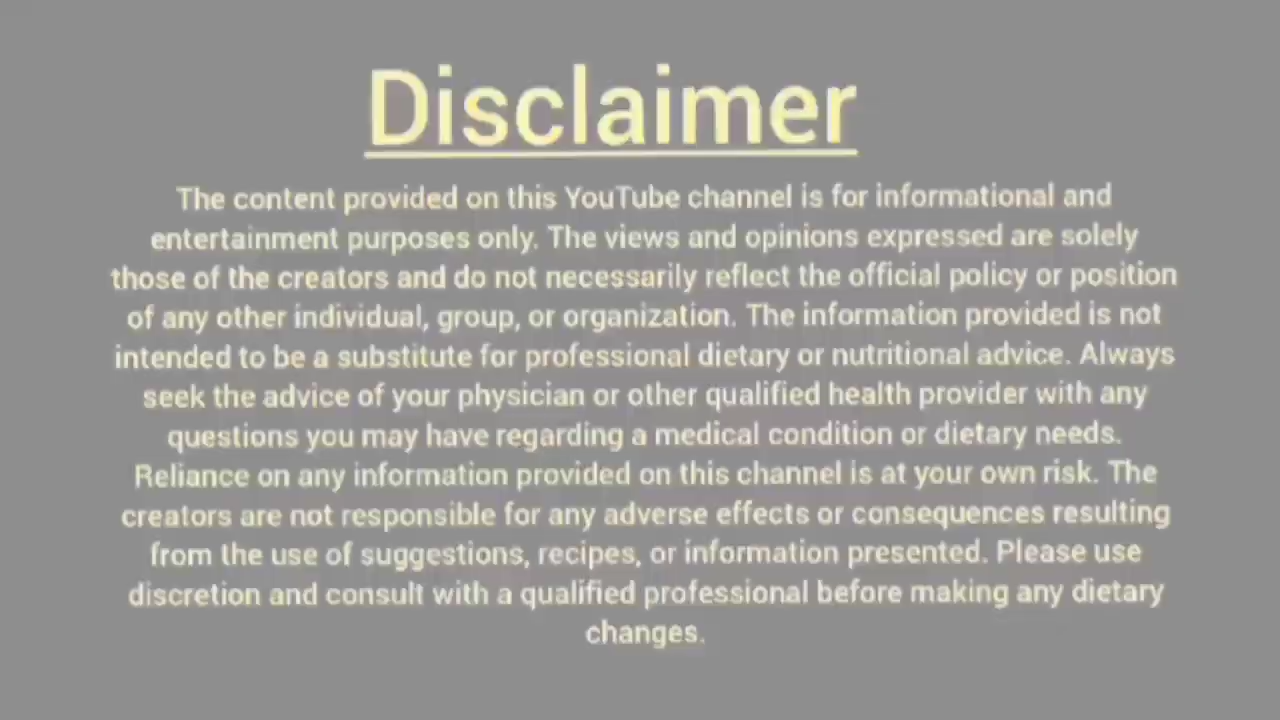 Disclaimer
The content provided on this YouTube channel is for informational and
entertainment purposes only. The views and opinions expressed are solely
those of the creators and do not necessarily reflect the official policy or position
of any other individual, group, or organization. The information provided is not
intended to be a substitute for professional dietary or nutritional advice. Always
seek the advice of your physician or other qualified health provider with any
questions you may have regarding a medical condition or dietary needs.
Reliance on any information provided on this channel is at your own risk. The
creators are not responsible for any adverse effects or consequences resulting
from the use of suggestions, recipes, or information presented. Please use
discretion and consult with a qualified professional before making any dietary
changes.